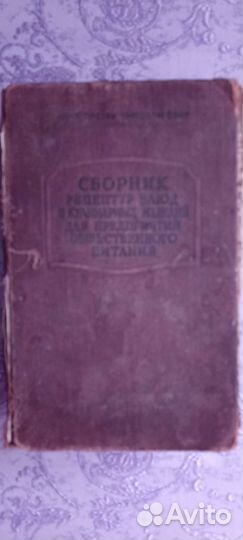 СБОРНИК
РЕЦЕПТУР БЛЮД
И КУЛИНАРНЫХ ИЗДЕЛИЙ
ДЛЯ ПРЕДПРИЯТИЙ
ОБЩЕСТВЕННОГО
ПИТАНИЯ
Avito